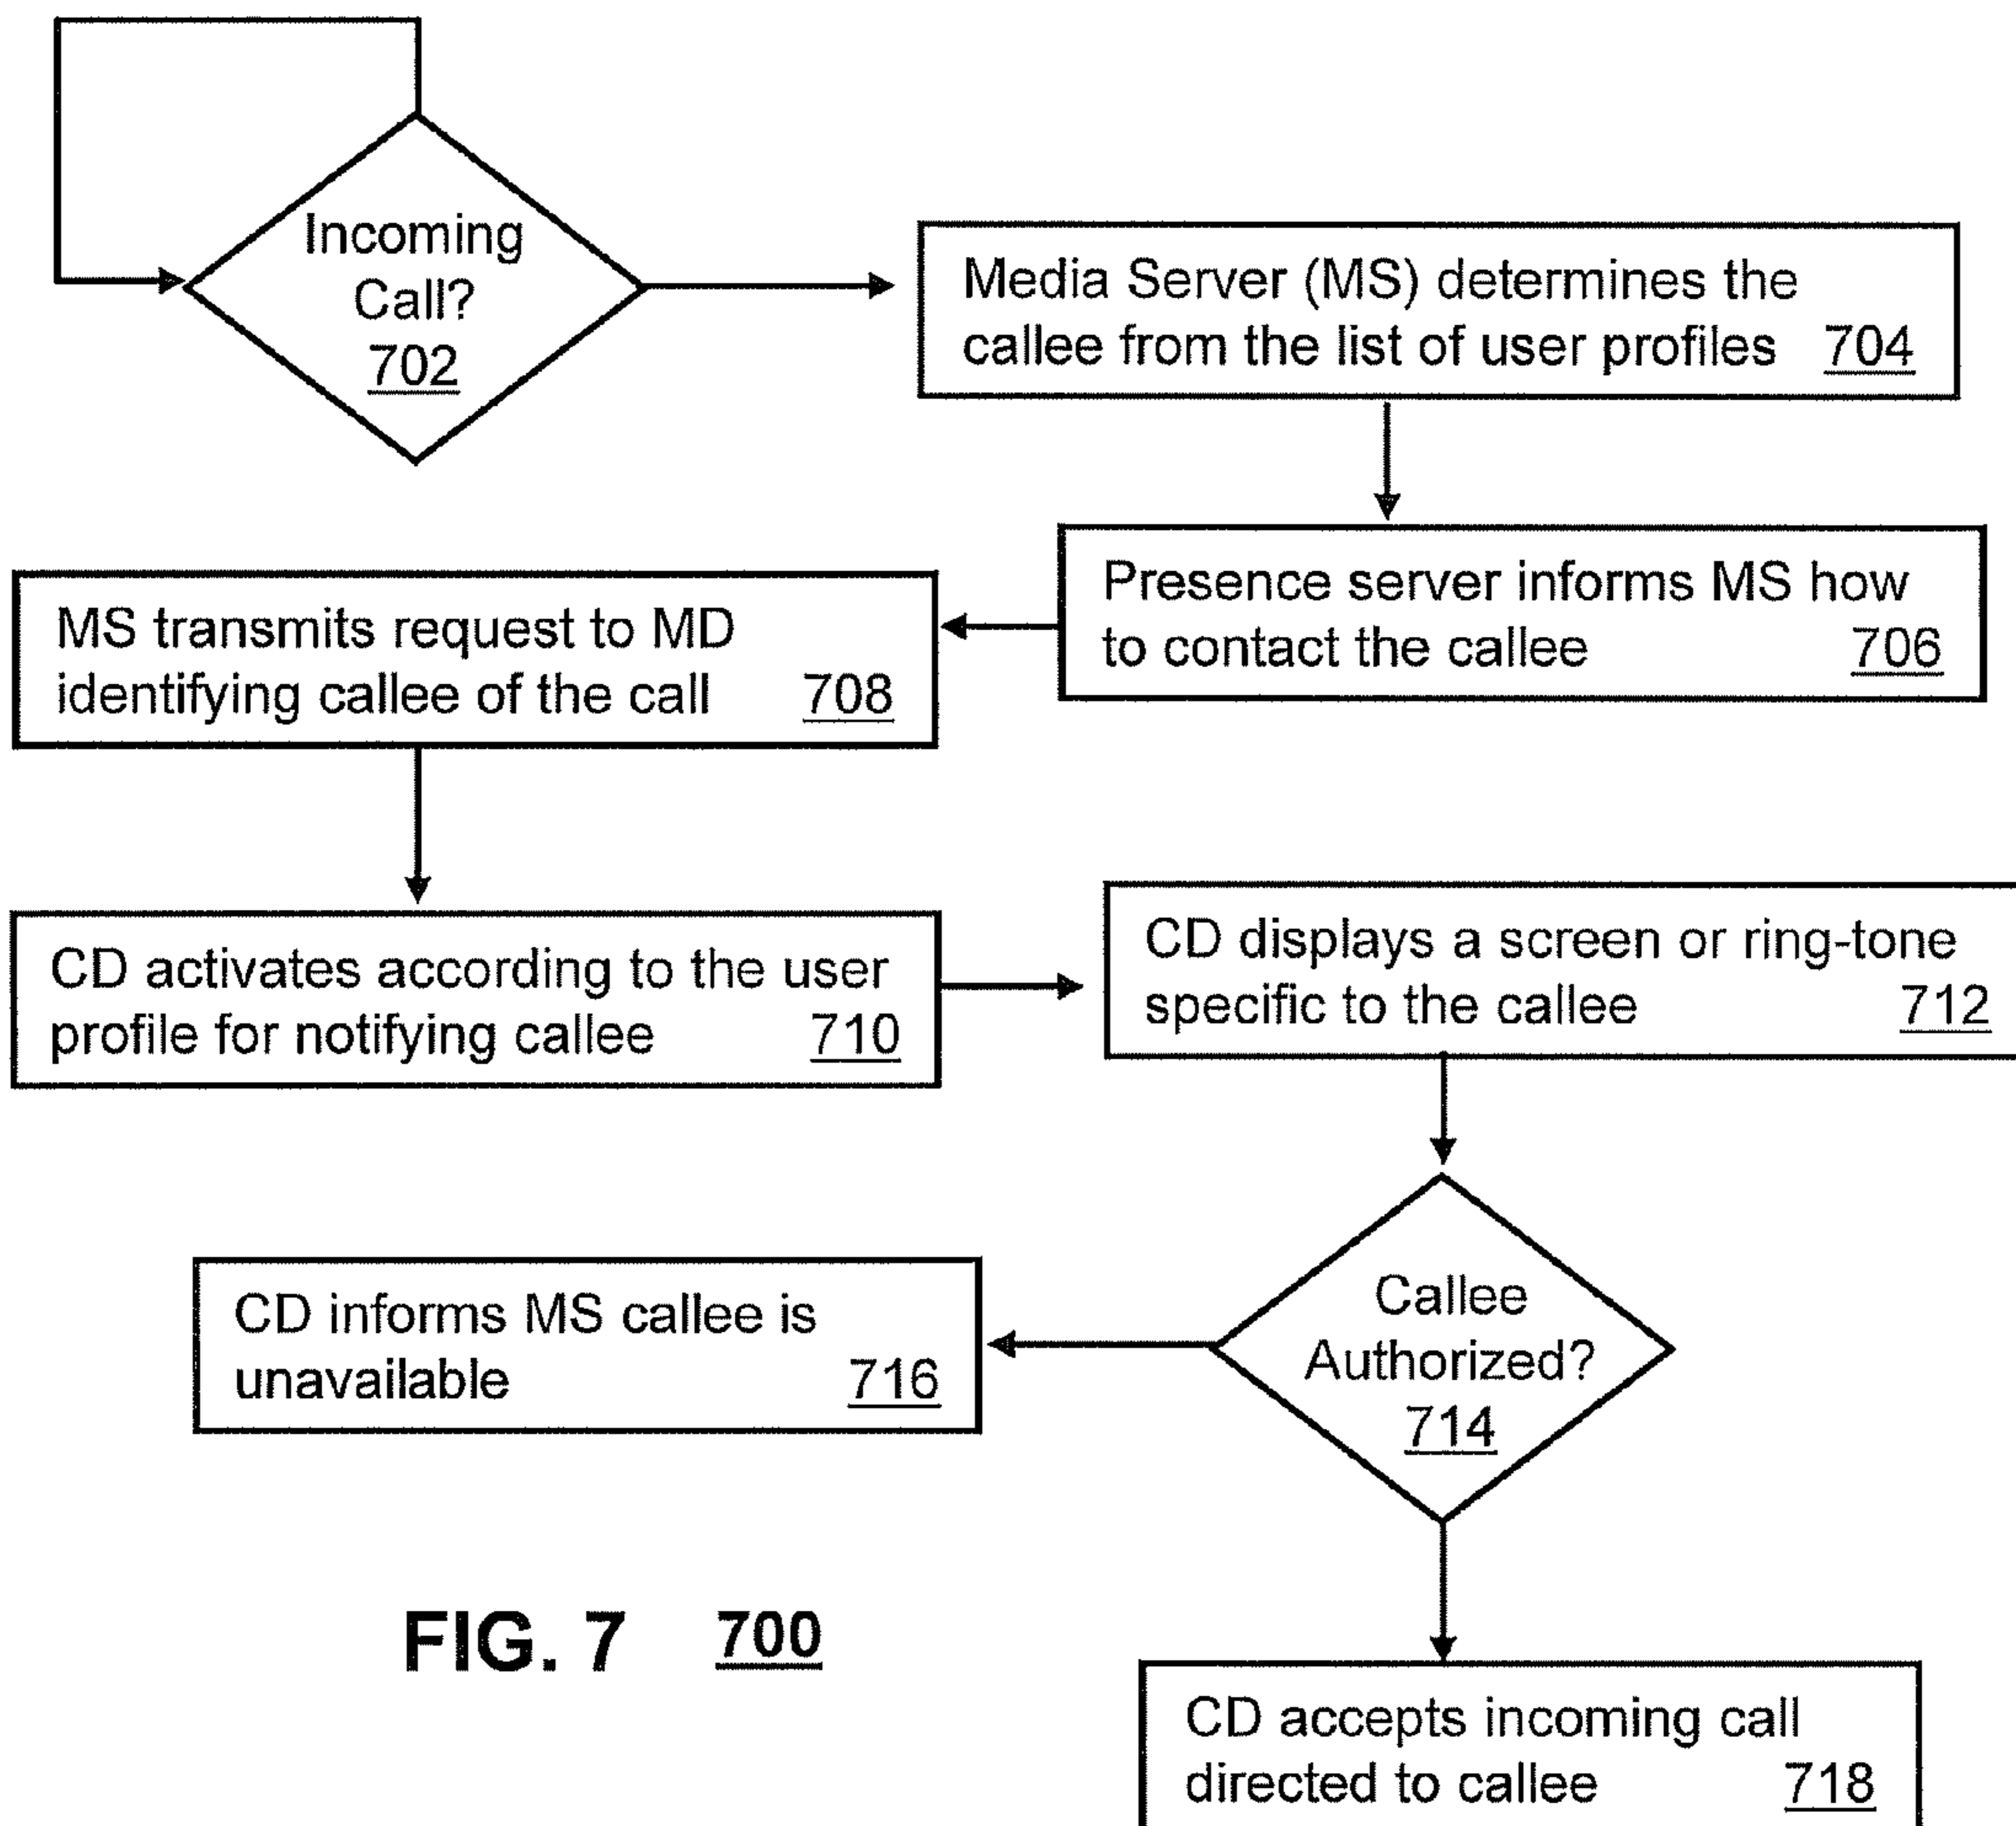 Incoming
Call?
702
Media Server (MS) determines the
callee from the list of user profiles 704
Presence server informs MS how
to contact the callee 706
MS transmits request to MD
identifying callee of the call 708
CD activates according to the user
profile for notifying callee 710
CD displays a screen or ring-tone
specific to the callee 712
Callee
Authorized?
714
CD informs MS callee is
unavailable 716
CD accepts incoming call
directed to callee 718
FIG. 7 700